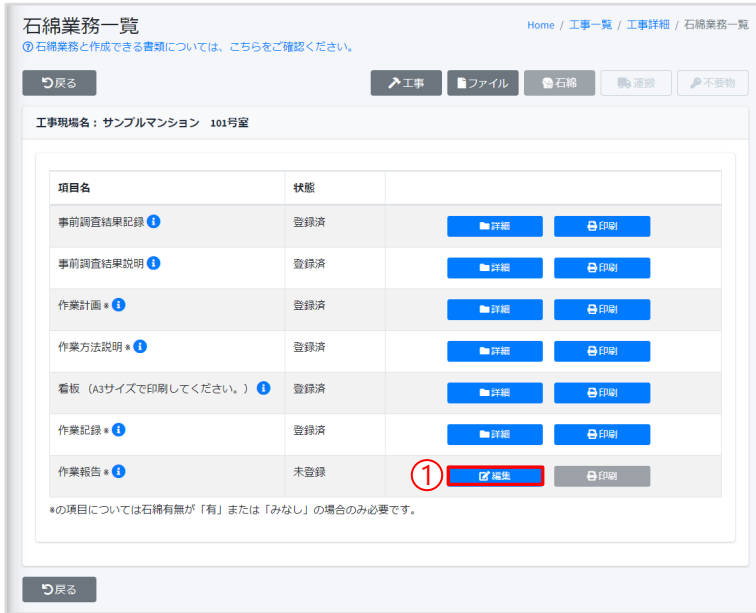 石綿業務一覧
Home / 工事一覧 / 工事詳細 / 石綿業務一覧
石綿業務と作成できる書類については、こちらをご確認ください。
戻る 工事 ファイル 石綿 運搬 不要物
工事現場名： サンプルマンション 101号室
項目名 状態
事前調査結果記録 登録済 詳細 印刷
事前調査結果説明 登録済 詳細 印刷
作業計画※ 登録済 詳細 印刷
作業方法説明※ 登録済 詳細 印刷
看板 （A3サイズで印刷してください。） 登録済 詳細 印刷
作業記録※ 登録済 詳細 印刷
作業報告※ 未登録 ① 編集 印刷
※の項目については石綿有無が「有」または「みなし」の場合のみ必要です。
戻る